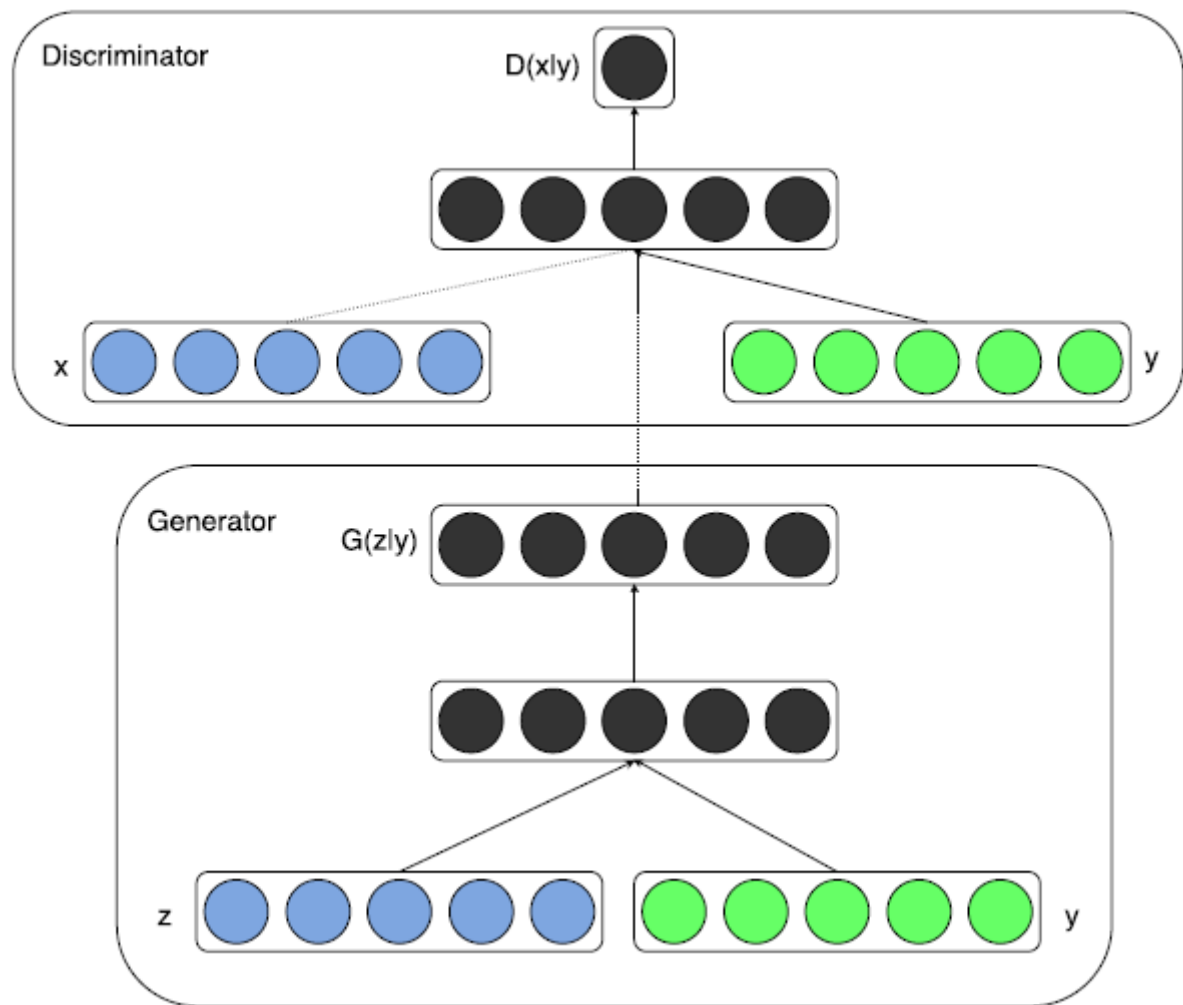 Discriminator
D(x|y)
x
y
Generator
G(z|y)
z
y